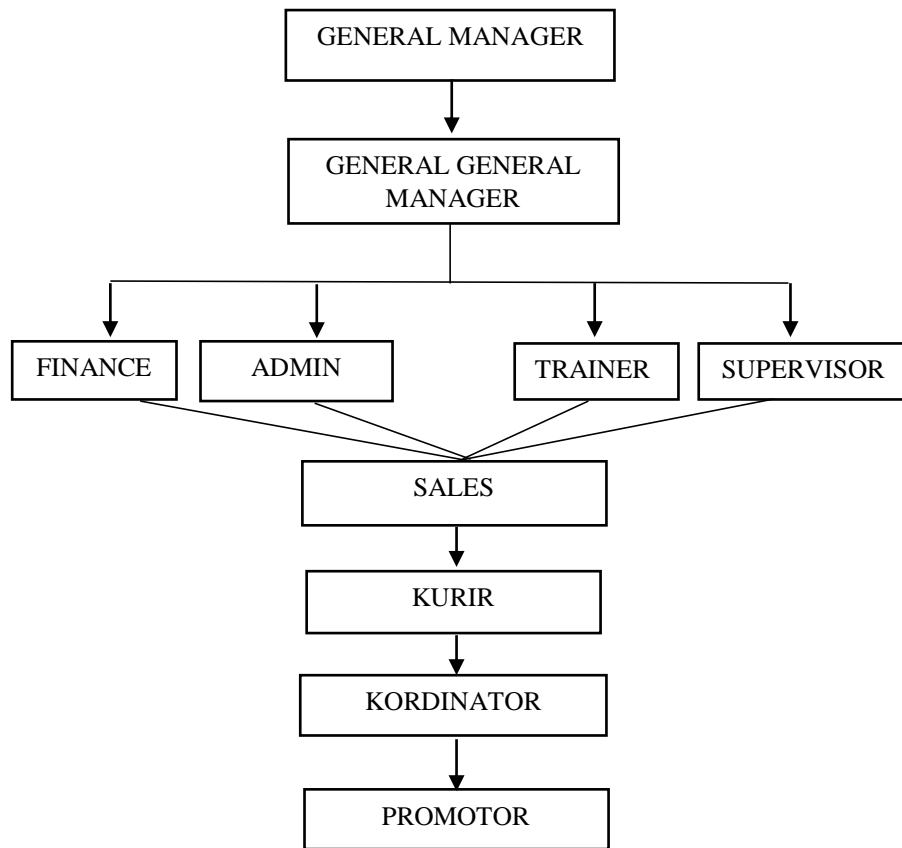 GENERAL MANAGER
GENERAL GENERAL
MANAGER
FINANCE
ADMIN
TRAINER
SUPERVISOR
SALES
KURIR
KORDINATOR
PROMOTOR